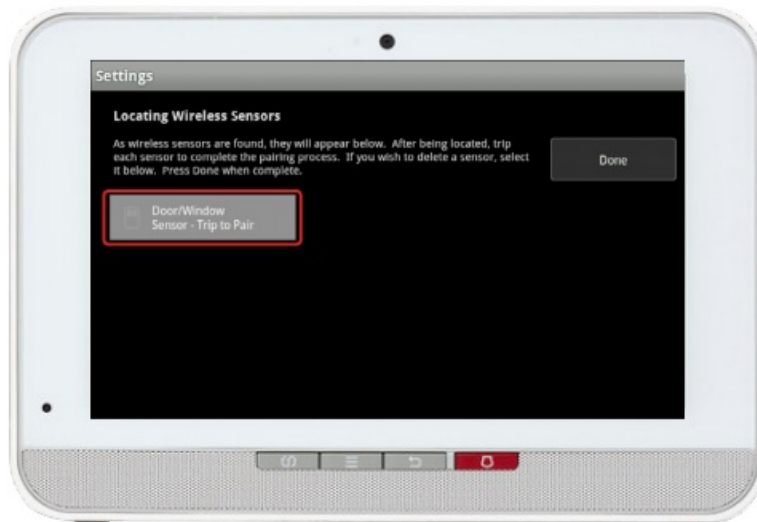 Settings
Locating Wireless Sensors
As wireless sensors are found, they will appear below. After being located, trip
each sensor to complete the pairing process. If you wish to delete a sensor, select
it below. Press Done when complete.
Done
Door/Window
Sensor - Trip to Pair